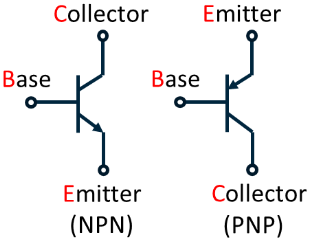 Collector
Emitter
Base
Base
Emitter
(NPN)
Collector
(PNP)